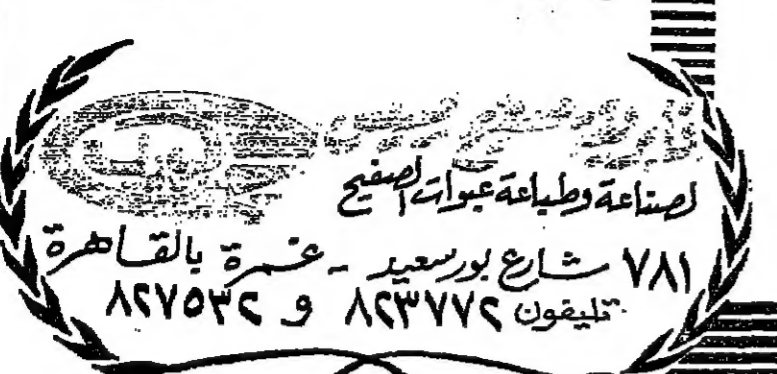 لصناعة وطباعة عبوات الصفيح
٧٨١ شارع بورسعيد - غمرة بالقاهرة
تليفون ٨٢٣٧٧٢ و ٨٢٧٥٣٢